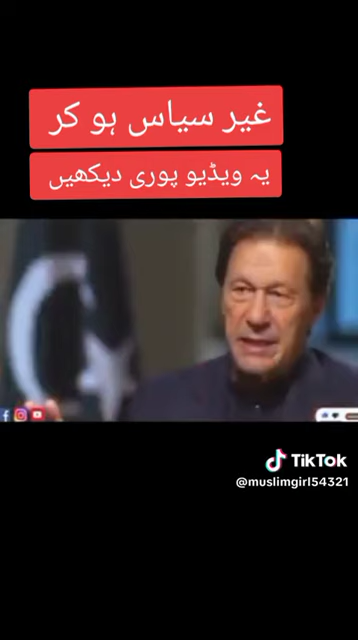 غیر سیاس ہو کر
یہ ویڈیو پوری دیکھیں
TikTok
@muslimgirl54321